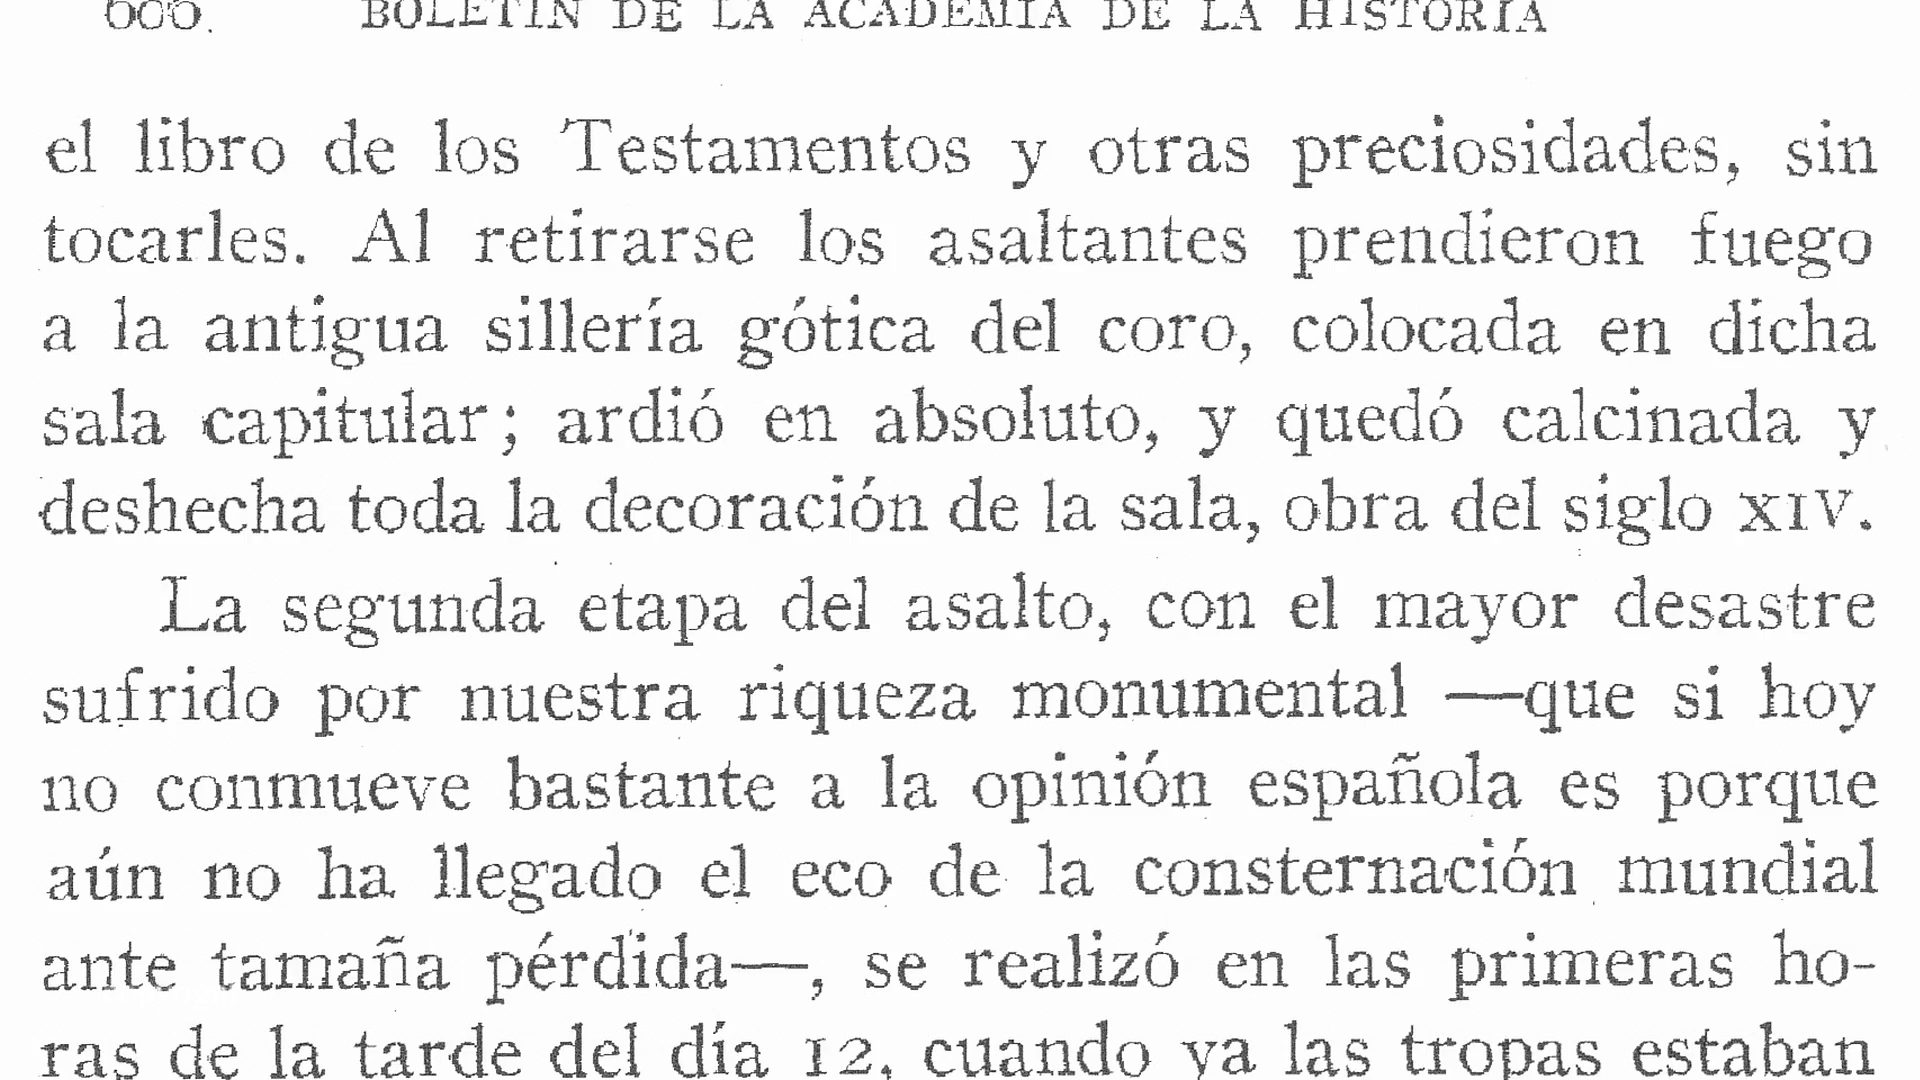 BOLETÍN DE LA ACADEMIA DE LA HISTORIA
el libro de los Testamentos y otras preciosidades, sin
tocarles. Al retirarse los asaltantes prendieron fuego
a la antigua sillería gótica del coro, colocada en dicha
sala capitular; ardió en absoluto, y quedó calcinada y
deshecha toda la decoración de la sala, obra del siglo XIV.
La segunda etapa del asalto, con el mayor desastre
sufrido por nuestra riqueza monumental —que si hoy
no conmueve bastante a la opinión española es porque
aún no ha llegado el eco de la consternación mundial
ante tamaña pérdida—, se realizó en las primeras ho-
ras de la tarde del día 12, cuando ya las tropas estaban